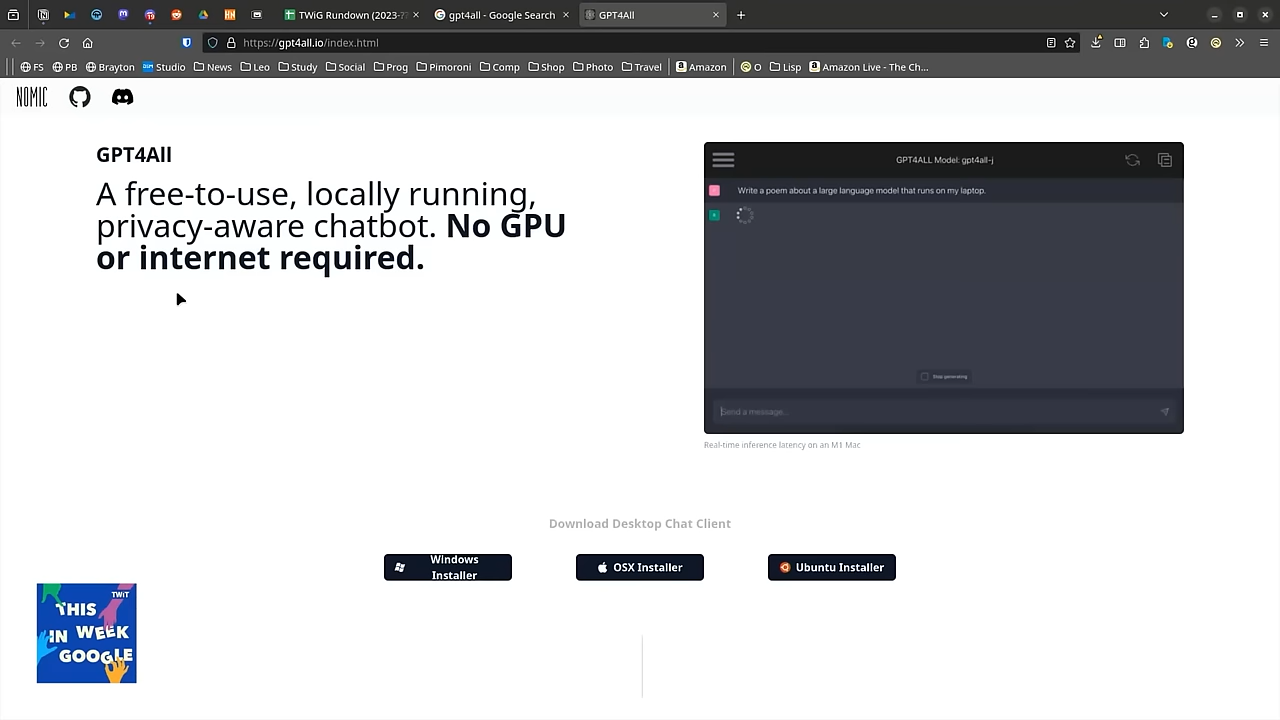 TWiG Rundown (2023-??
gpt4all - Google Search
GPT4All
https://gpt4all.io/index.html
FS
PB
Brayton
Studio
News
Leo
Study
Social
Prog
Pimoroni
Comp
Shop
Photo
Travel
Amazon
O
Lisp
Amazon Live - The Ch…
NOMIC
GPT4All
A free-to-use, locally running,
privacy-aware chatbot. No GPU
or internet required.
GPT4ALL Model: gpt4all-j
Write a poem about a large language model that runs on my laptop.
Stop generating
Send a message...
Real-time inference latency on an M1 Mac
Download Desktop Chat Client
Windows
Installer
OSX Installer
Ubuntu Installer
TWiT
THIS
IN WEEK
GOOGLE